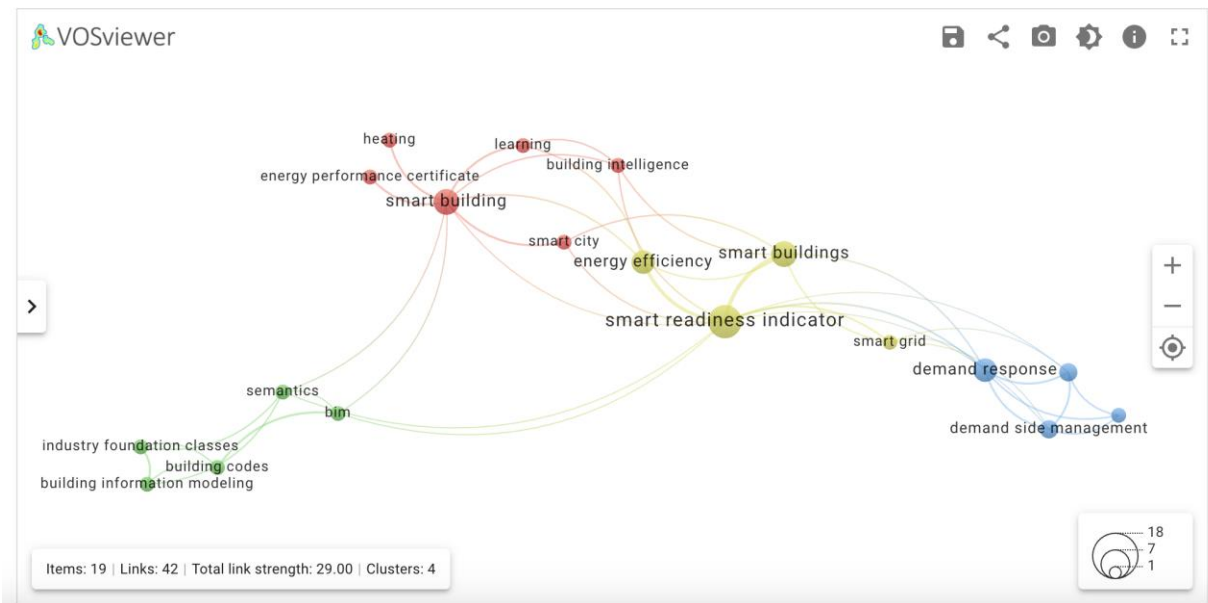 VOSviewer
heating
learning
building intelligence
energy performance certificate
smart building
smart city
energy efficiency
smart buildings
smart readiness indicator
smart grid
demand response
semantics
bim
demand side management
industry foundation classes
building codes
building information modeling
18
7
1
Items: 19 | Links: 42 | Total link strength: 29.00 | Clusters: 4